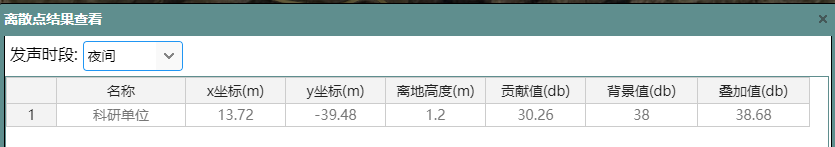 离散点结果查看
发声时段: 夜间
名称 x坐标(m) y坐标(m) 离地高度(m) 贡献值(db) 背景值(db) 叠加值(db)
1 科研单位 13.72 -39.48 1.2 30.26 38 38.68